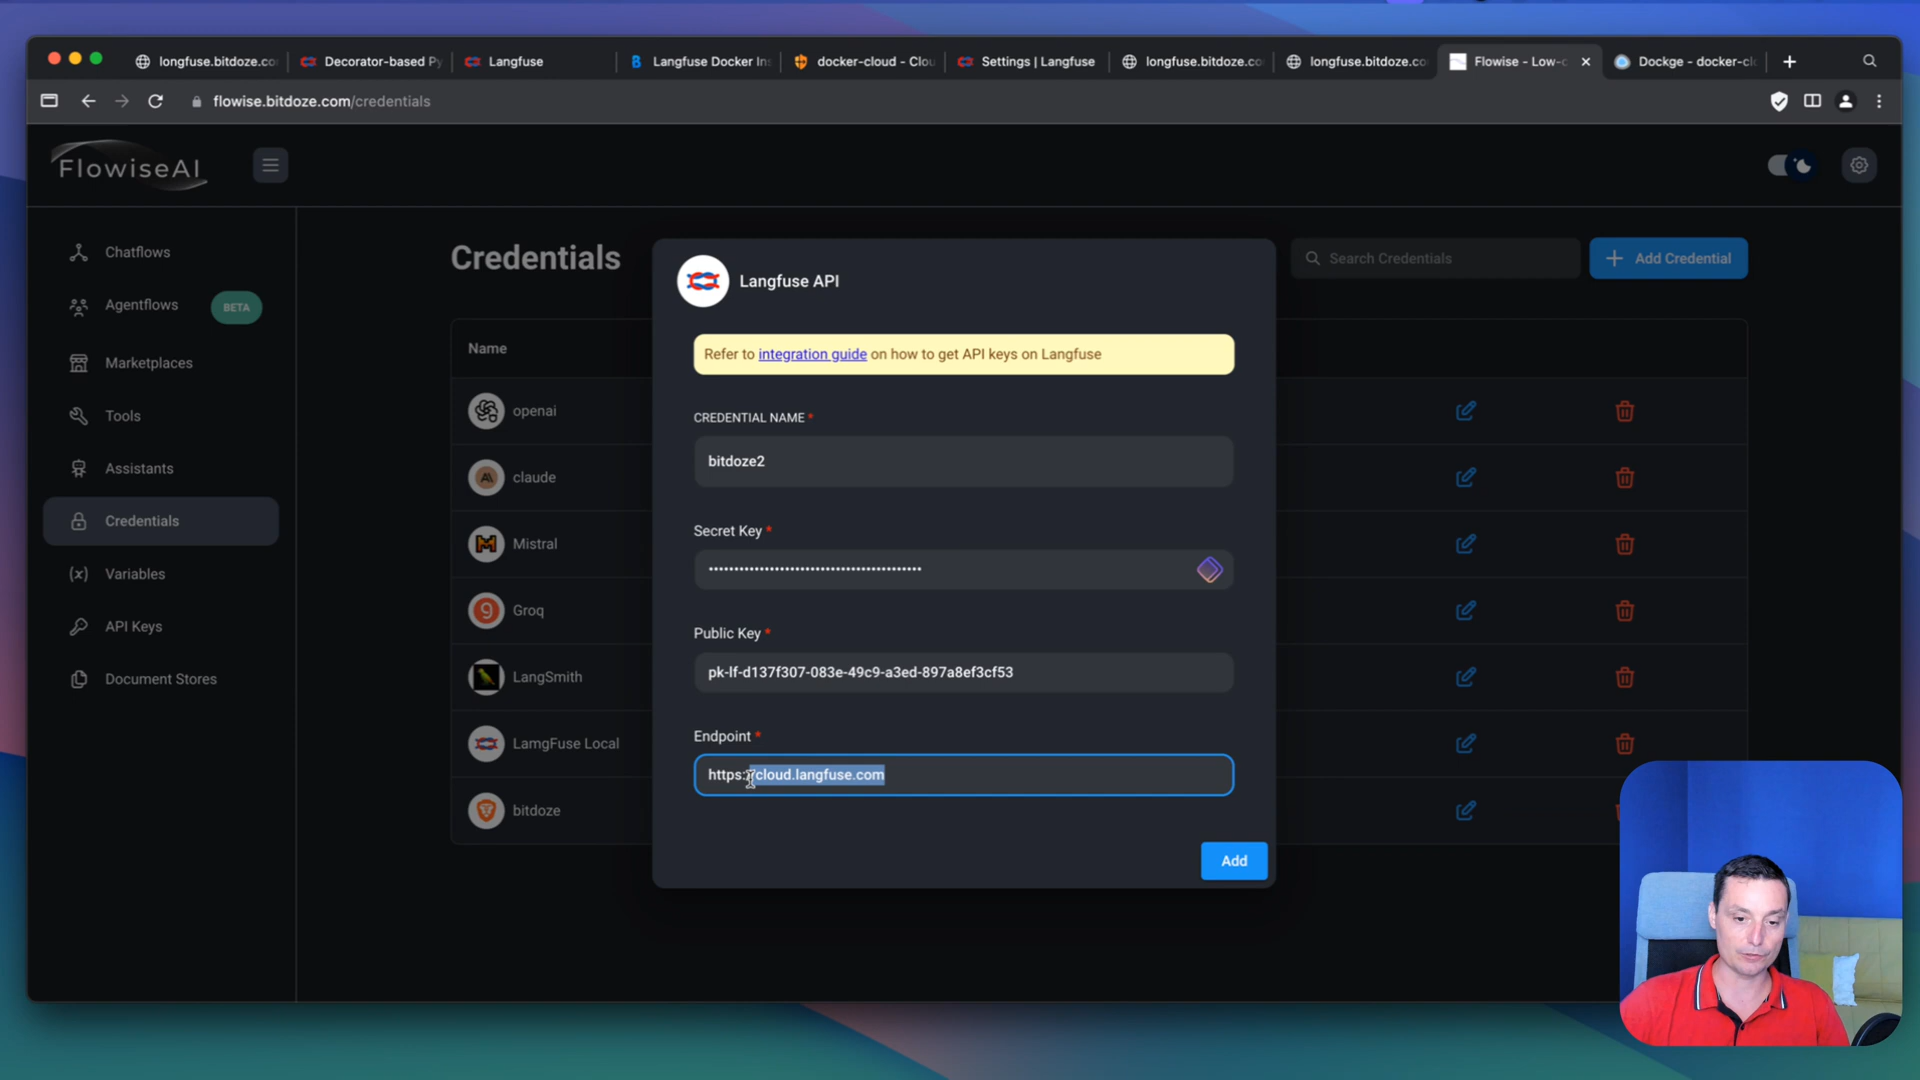 longfuse.bitdoze.co
Decorator-based Py
Langfuse
Langfuse Docker In
docker-cloud - Clou
Settings | Langfuse
longfuse.bitdoze.co
longfuse.bitdoze.co
Flowise - Low-c
Dockge - docker-cl
flowise.bitdoze.com/credentials
FlowiseAI
Chatflows
Agentflows
BETA
Marketplaces
Tools
Assistants
Credentials
Variables
API Keys
Document Stores
Credentials
Search Credentials
Add Credential
Name
openai
claude
Mistral
Groq
LangSmith
LamgFuse Local
bitdoze
Langfuse API
Refer to integration guide on how to get API keys on Langfuse
CREDENTIAL NAME *
bitdoze2
Secret Key *
Public Key *
pk-lf-d137f307-083e-49c9-a3ed-897a8ef3cf53
Endpoint *
https://cloud.langfuse.com
Add